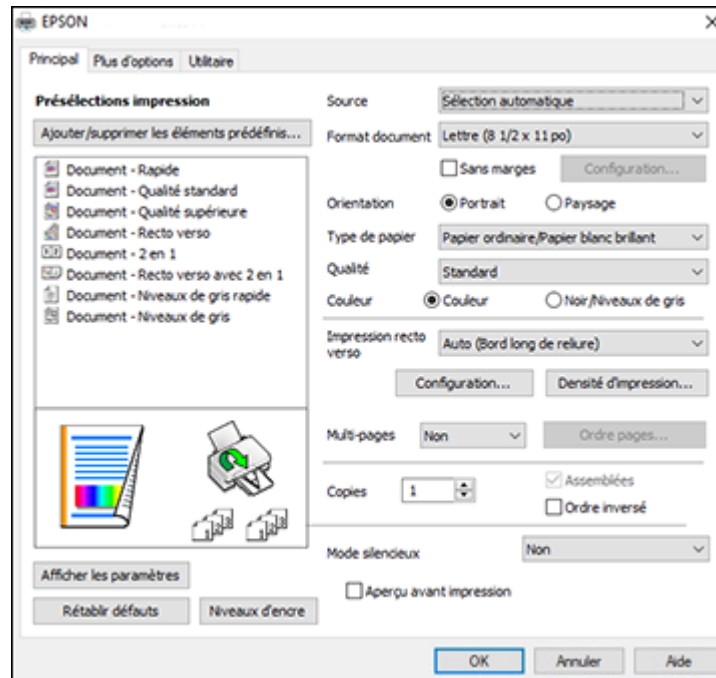 EPSON
Principal Plus d'options Utilitaire
Présélections impression
Ajouter/supprimer les éléments prédéfinis...
Document - Rapide
Document - Qualité standard
Document - Qualité supérieure
Document - Recto verso
Document - 2 en 1
Document - Recto verso avec 2 en 1
Document - Niveaux de gris rapide
Document - Niveaux de gris
Afficher les paramètres
Rétablir défauts Niveaux d'encre
Source Sélection automatique
Format document Lettre (8 1/2 x 11 po)
Sans marges Configuration...
Orientation Portrait Paysage
Type de papier Papier ordinaire/Papier blanc brillant
Qualité Standard
Couleur Couleur Noir/Niveaux de gris
Impression recto
verso Auto (Bord long de reliure)
Configuration... Densité d'impression...
Multi-pages Non Ordre pages...
Copies 1 Assemblées
Ordre inversé
Mode silencieux Non
Aperçu avant impression
OK Annuler Aide